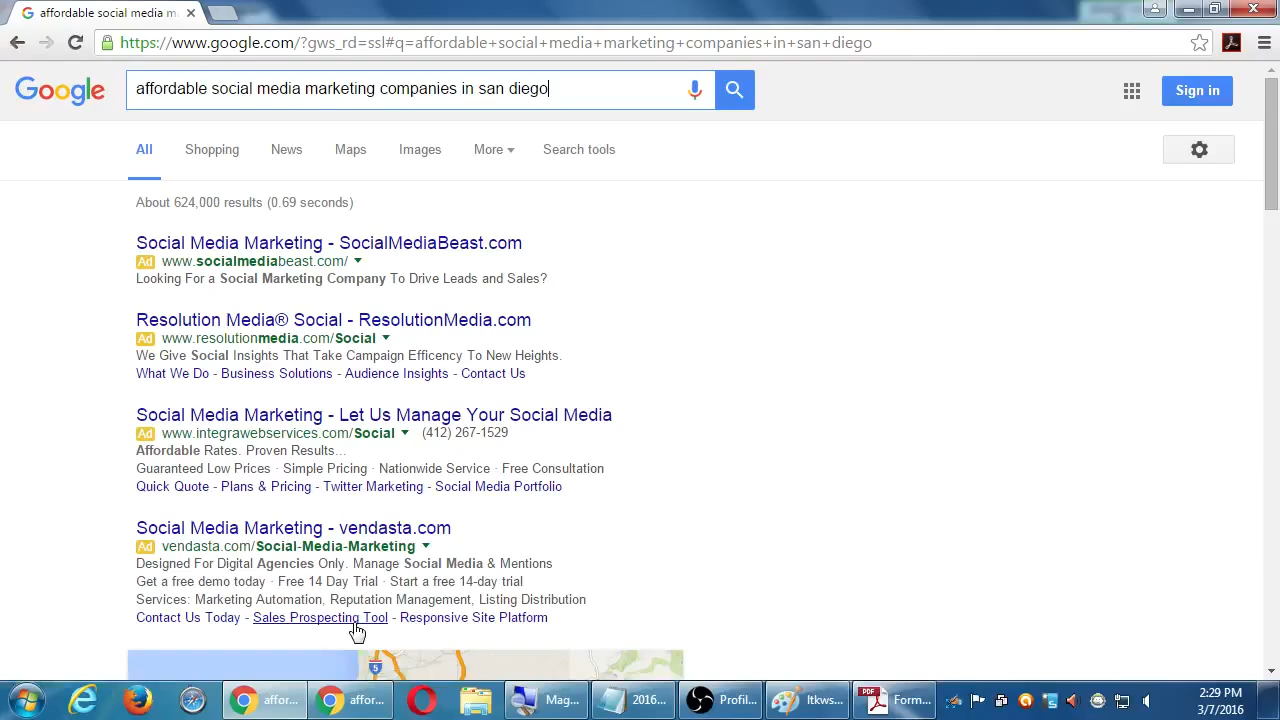 affordable social media m
https://www.google.com/?gws_rd=ssl#q=affordable+social+media+marketing+companies+in+san+diego
Google
affordable social media marketing companies in san diego
Sign in
All Shopping News Maps Images More Search tools
About 624,000 results (0.69 seconds)
Social Media Marketing - SocialMediaBeast.com
Ad www.socialmediabeast.com/
Looking For a Social Marketing Company To Drive Leads and Sales?
Resolution Media® Social - ResolutionMedia.com
Ad www.resolutionmedia.com/Social
We Give Social Insights That Take Campaign Efficency To New Heights.
What We Do - Business Solutions - Audience Insights - Contact Us
Social Media Marketing - Let Us Manage Your Social Media
Ad www.integrawebservices.com/Social (412) 267-1529
Affordable Rates. Proven Results...
Guaranteed Low Prices · Simple Pricing · Nationwide Service · Free Consultation
Quick Quote - Plans & Pricing - Twitter Marketing - Social Media Portfolio
Social Media Marketing - vendasta.com
Ad vendasta.com/Social-Media-Marketing
Designed For Digital Agencies Only. Manage Social Media & Mentions
Get a free demo today · Free 14 Day Trial · Start a free 14-day trial
Services: Marketing Automation, Reputation Management, Listing Distribution
Contact Us Today - Sales Prospecting Tool - Responsive Site Platform
5
affor... affor... Mag... 2016... Profil... ltkws... PDF Form...
2:29 PM
3/7/2016